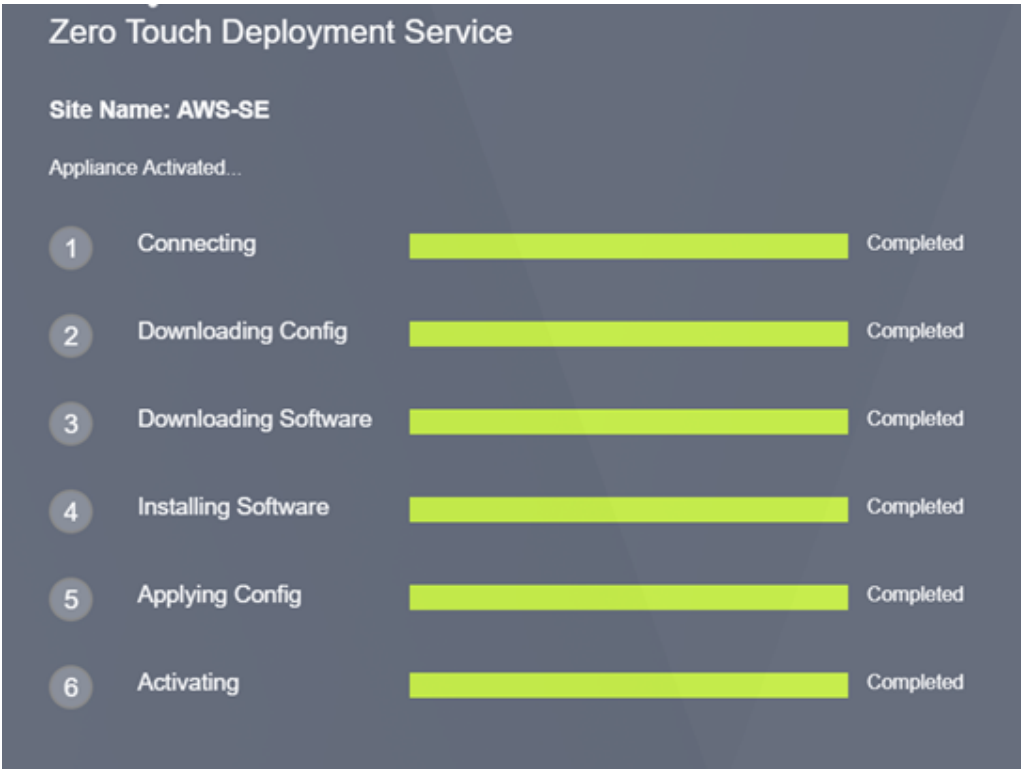 Zero Touch Deployment Service
Site Name: AWS-SE
Appliance Activated...
1 Connecting Completed
2 Downloading Config Completed
3 Downloading Software Completed
4 Installing Software Completed
5 Applying Config Completed
6 Activating Completed